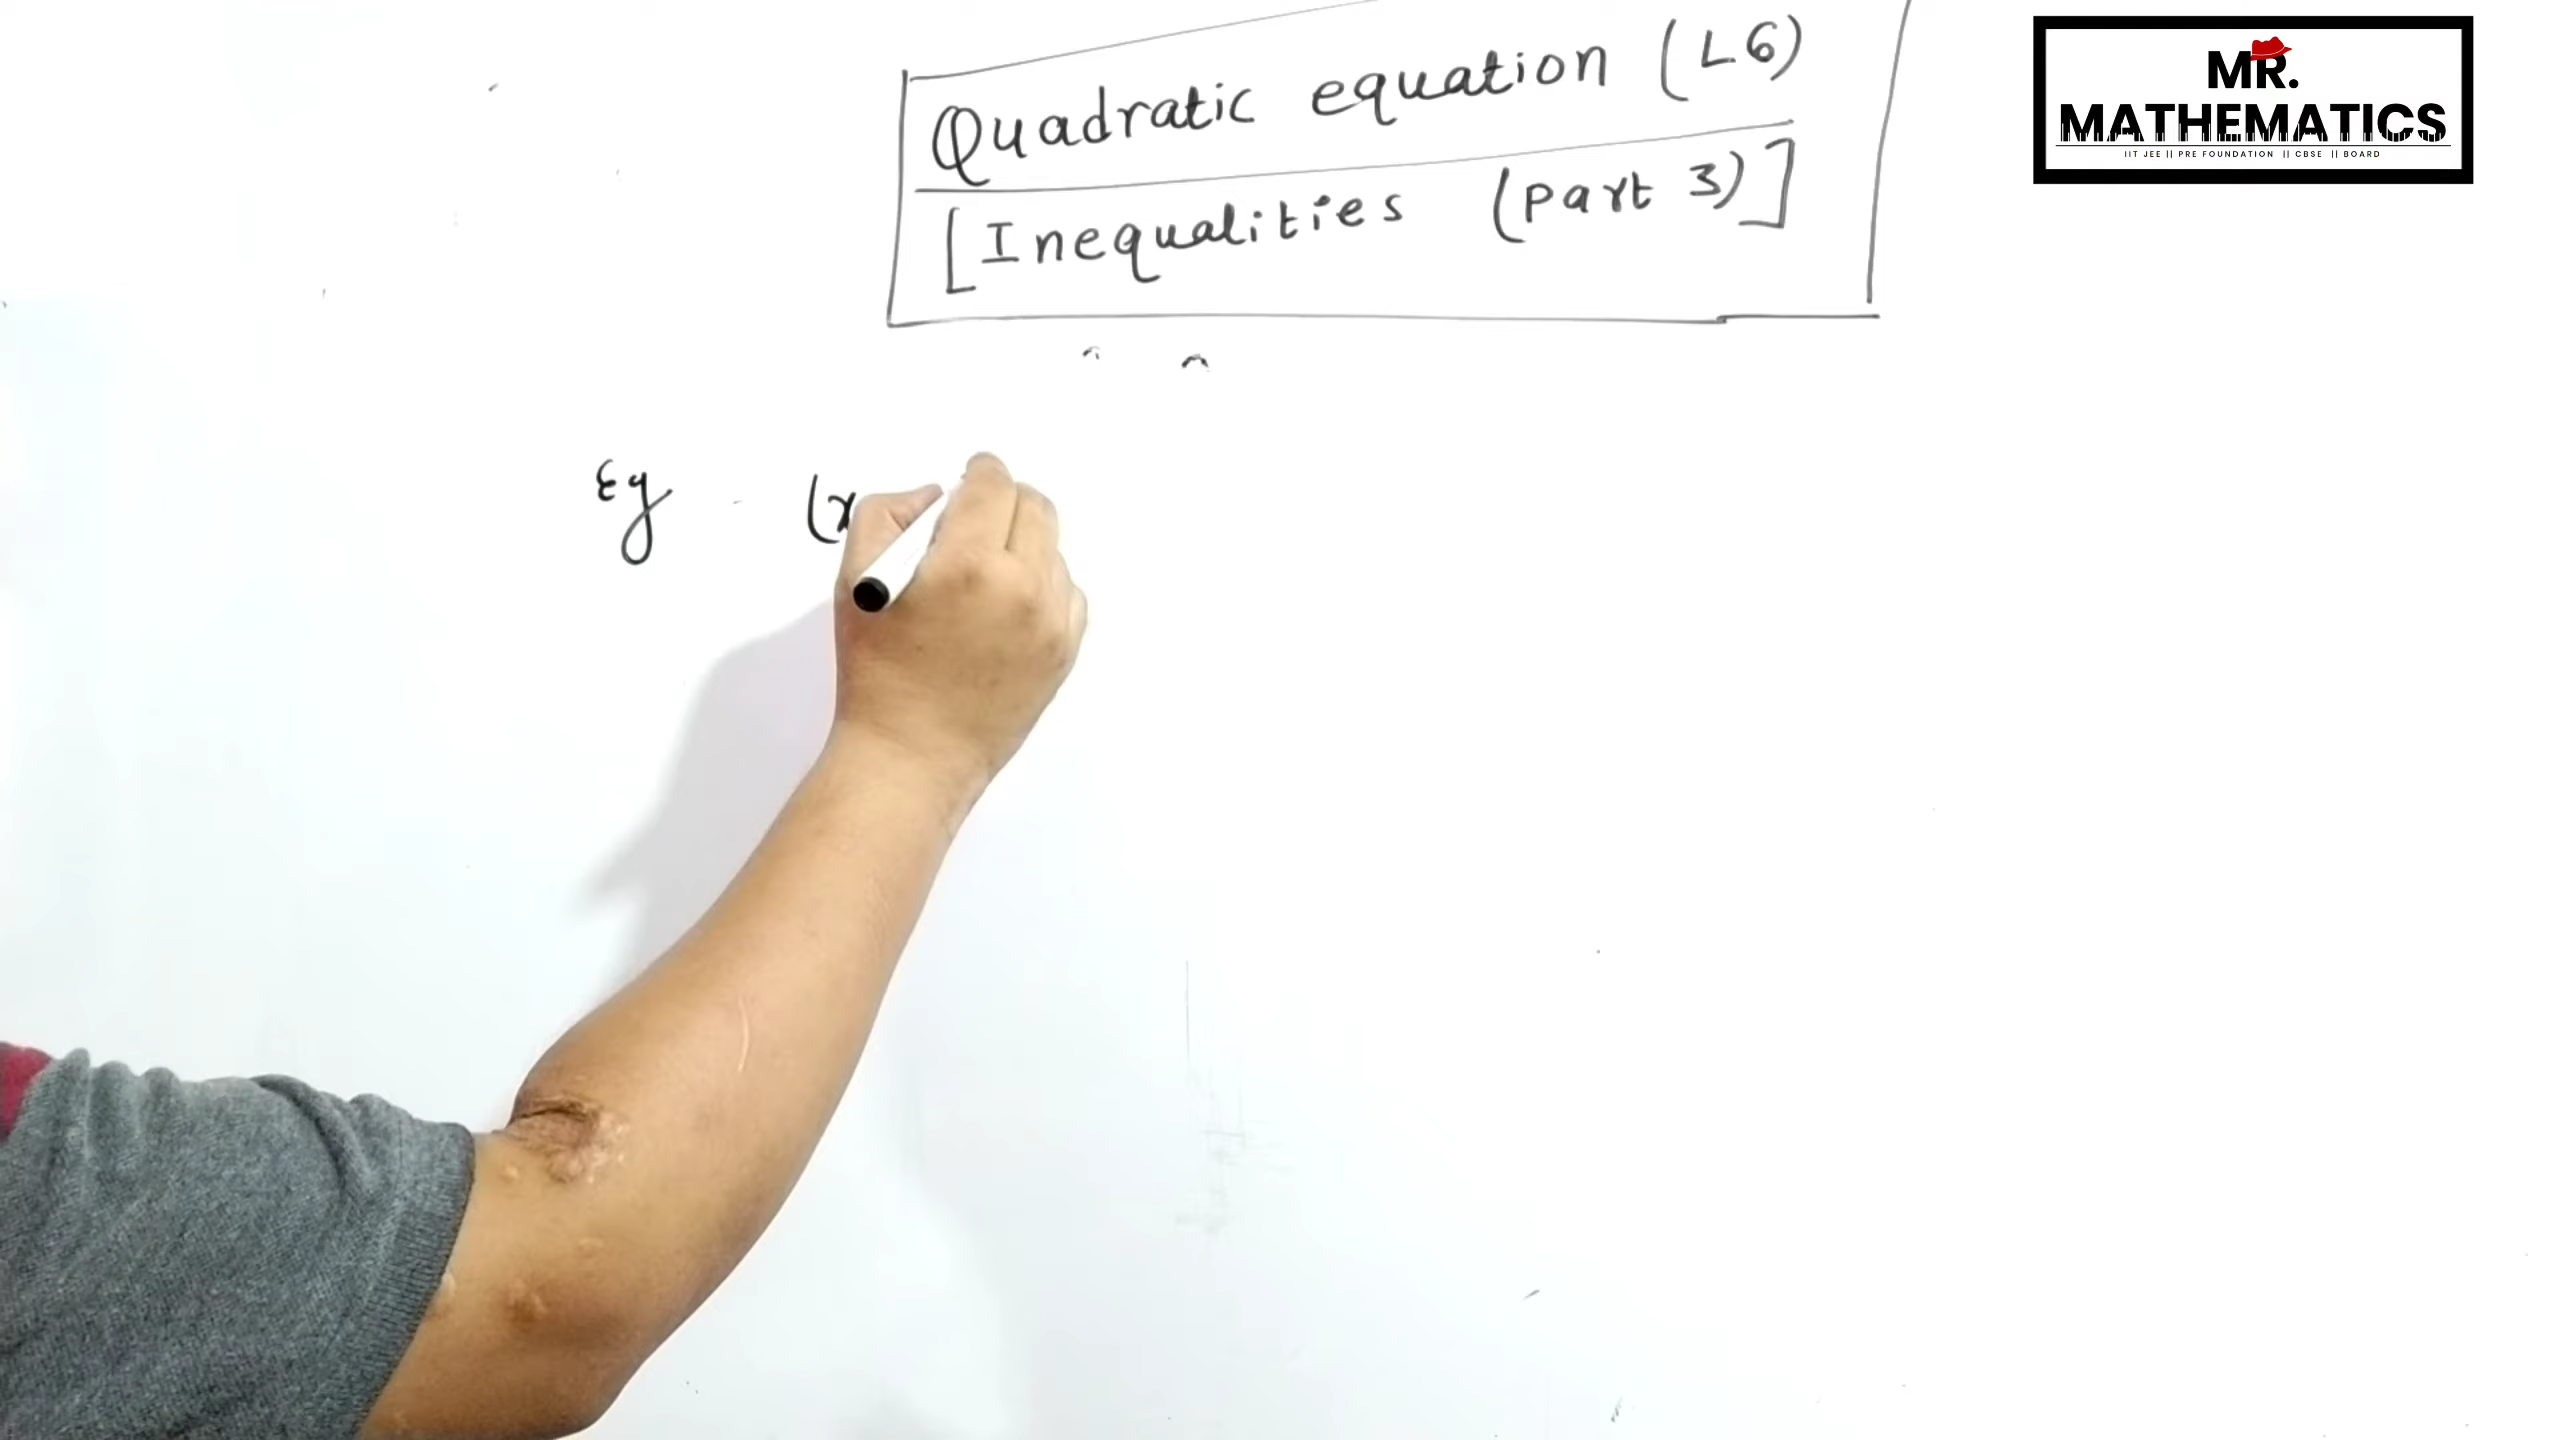 Quadratic equation (L6)
[Inequalities (part 3)]
MR.
MATHEMATICS
IIT JEE || PRE FOUNDATION || CBSE || BOARD
Eg - (x